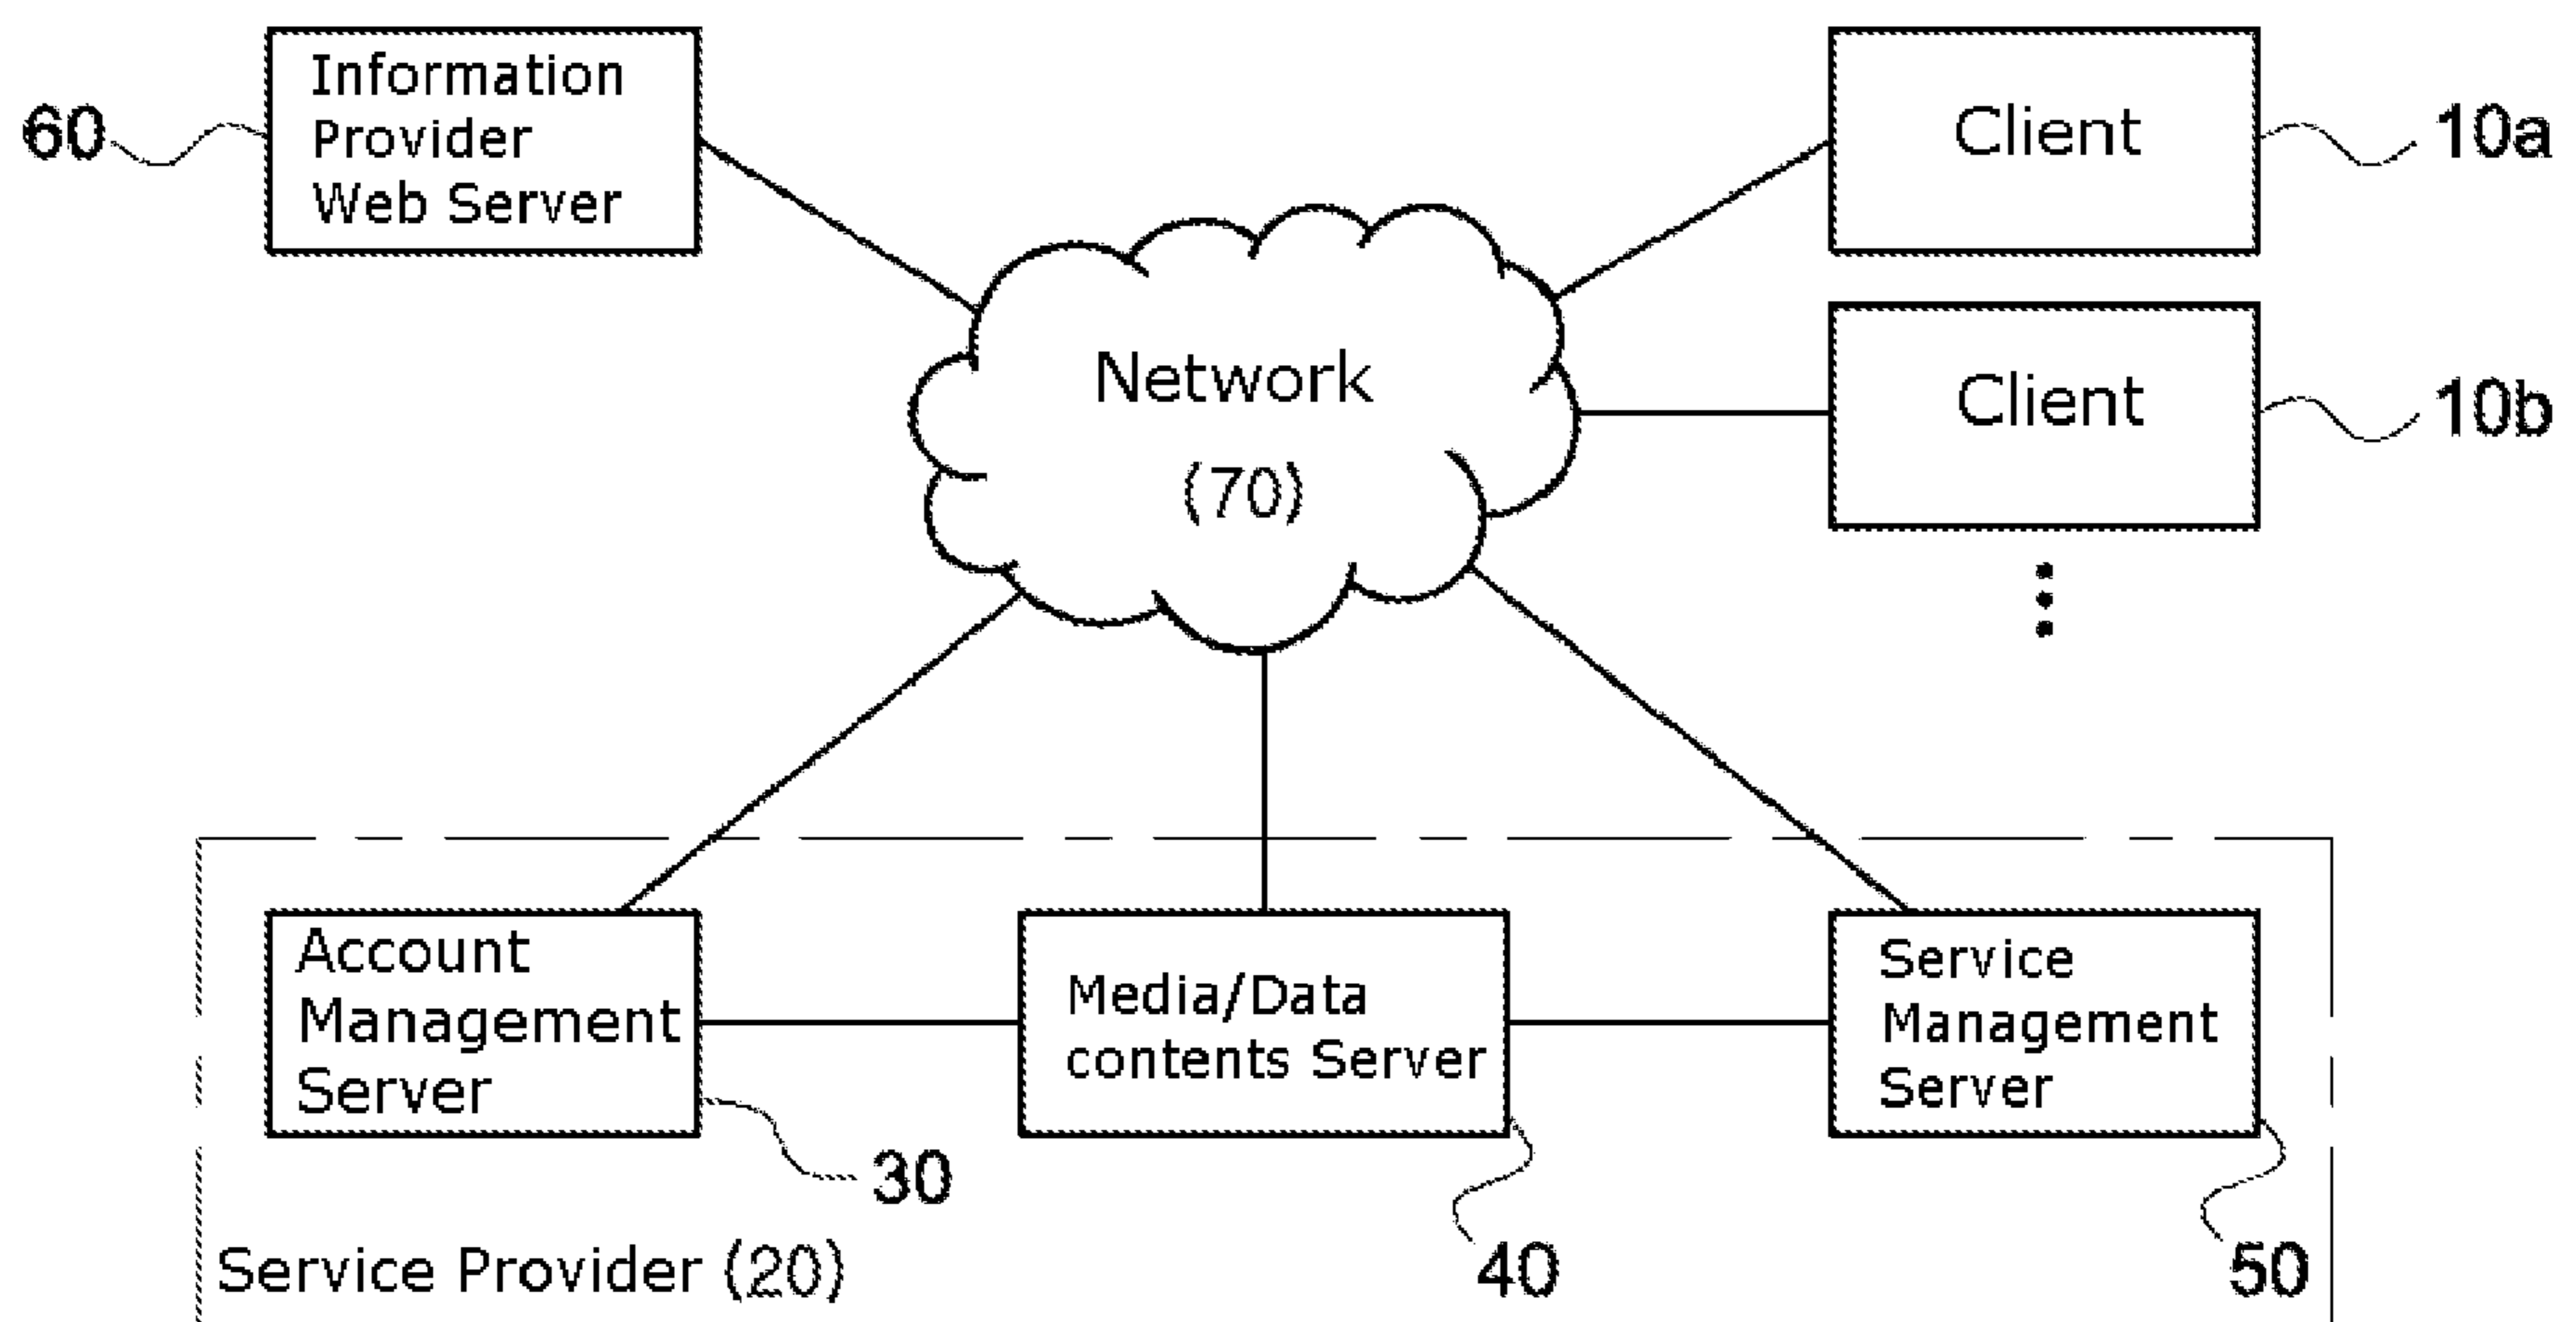 Information
Provider
Web Server
60
Client
10a
Client
10b
Network
(70)
Account
Management
Server
30
Media/Data
contents Server
40
Service
Management
Server
50
Service Provider (20)